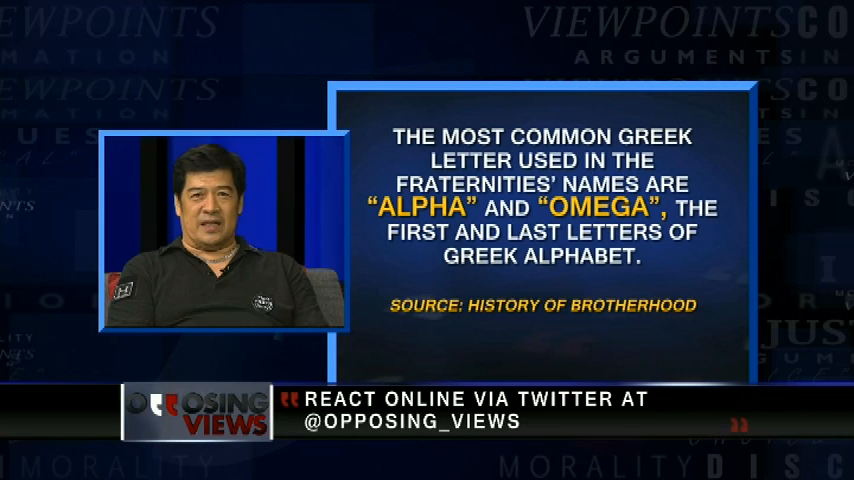 VIEWPOINTS
ARGUMENTS
THE MOST COMMON GREEK
LETTER USED IN THE
FRATERNITIES' NAMES ARE
“ALPHA” AND “OMEGA”, THE
FIRST AND LAST LETTERS OF
GREEK ALPHABET.
SOURCE: HISTORY OF BROTHERHOOD
OPPOSING
VIEWS
REACT ONLINE VIA TWITTER AT
@OPPOSING_VIEWS
MORALITY